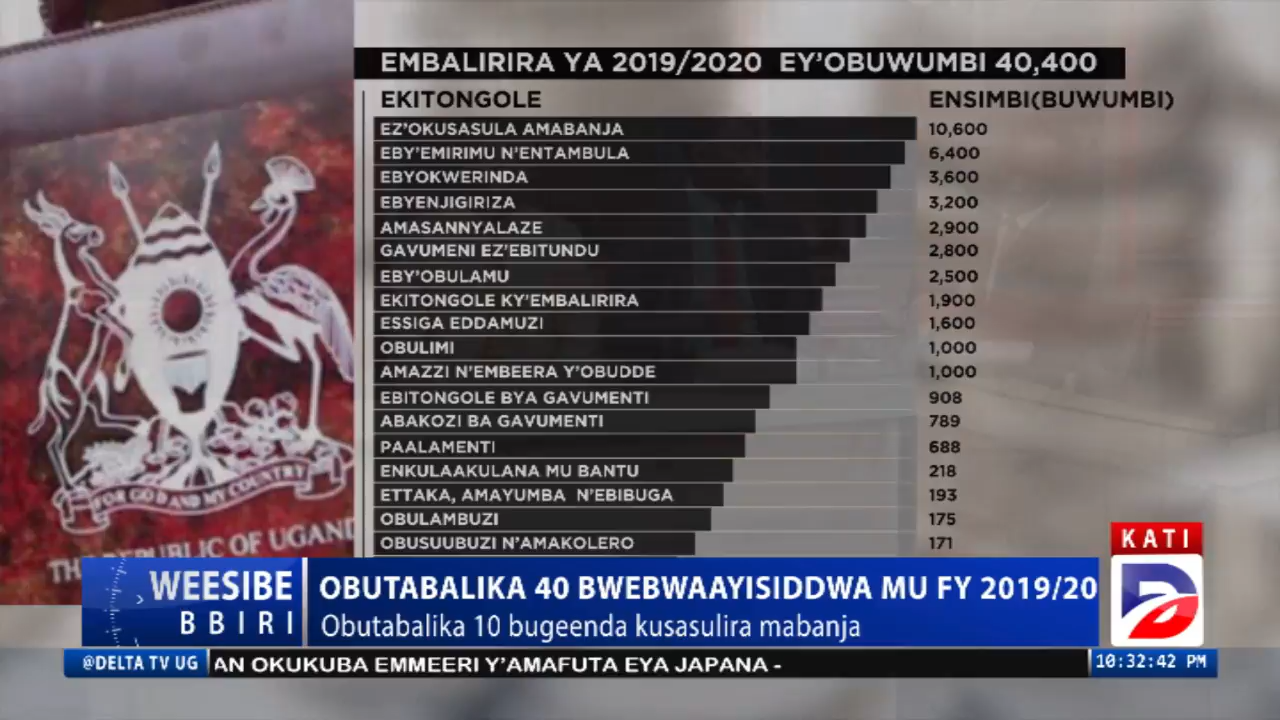 EMBALIRIRA YA 2019/2020 EY'OBUWUMBI 40,400
EKITONGOLE ENSIMBI(BUWUMBI)
EZ'OKUSASULA AMABANJA 10,600
EBY'EMIRIMU N'ENTAMBULA 6,400
EBYOKWERINDA 3,600
EBYENJIGIRIZA 3,200
AMASANNYALAZE 2,900
GAVUMENI EZ'EBITUNDU 2,800
EBY'OBULAMU 2,500
EKITONGOLE KY'EMBALIRIRA 1,900
ESSIGA EDDAMUZI 1,600
OBULIMI 1,000
AMAZZI N'EMBEERA Y'OBUDDE 1,000
EBITONGOLE BYA GAVUMENTI 908
ABAKOZI BA GAVUMENTI 789
PAALAMENTI 688
ENKULAAKULANA MU BANTU 218
ETTAKA, AMAYUMBA N'EBIBUGA 193
OBULAMBUZI 175
OBUSUUBUZI N'AMAKOLERO 171
FOR GOD AND MY COUNTRY
THE REPUBLIC OF UGAND
KATI
WEESIBE
BBIRI
OBUTABALIKA 40 BWEBWAAYISIDDWA MU FY 2019/20
Obutabalika 10 bugeenda kusasulira mabanja
@DELTA TV UG
AN OKUKUBA EMMEERI Y'AMAFUTA EYA JAPANA -
10:32:42 PM